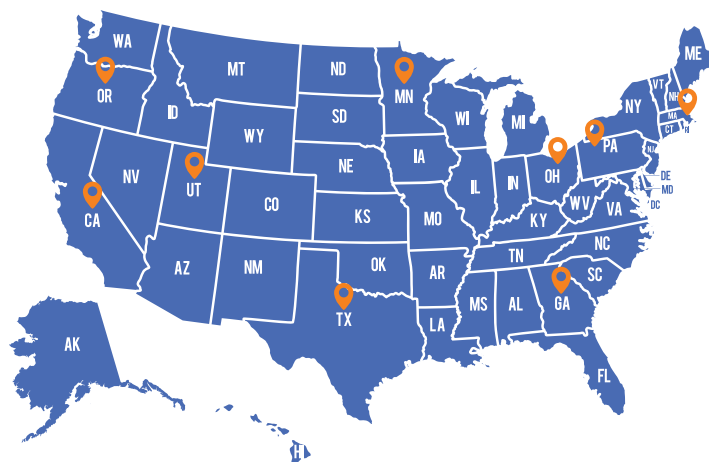 WA
ME
MT
ND
VT
OR
MN
NH
NY
ID
SD
WI
MA
MI
CT
RI
WY
IA
PA
NJ
NE
NV
UT
OH
IL
IN
DE
CO
MD
CA
KS
MO
WV
DC
VA
KY
NC
TN
AZ
NM
OK
AR
SC
MS
AL
GA
TX
LA
AK
FL
HI